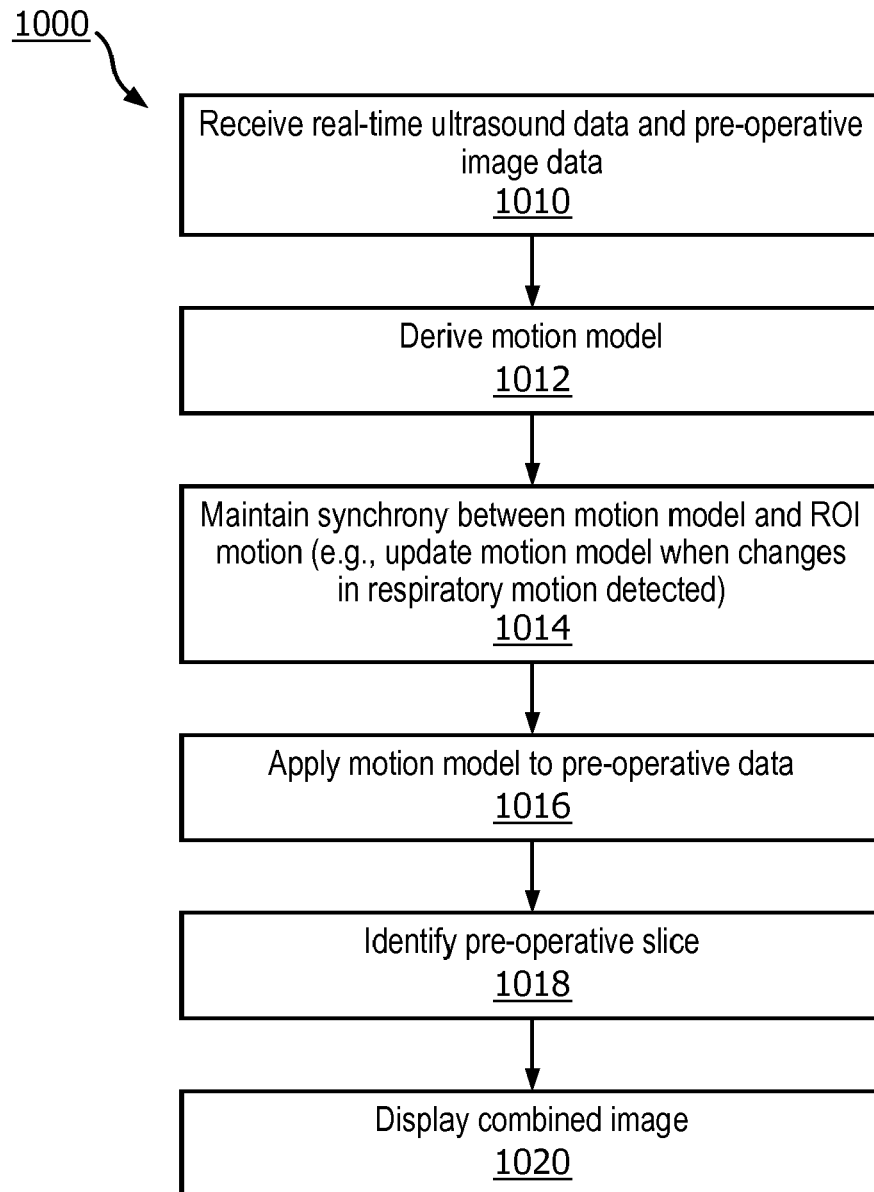 1000
Receive real-time ultrasound data and pre-operative
image data
1010
Derive motion model
1012
Maintain synchrony between motion model and ROI
motion (e.g., update motion model when changes
in respiratory motion detected)
1014
Apply motion model to pre-operative data
1016
Identify pre-operative slice
1018
Display combined image
1020